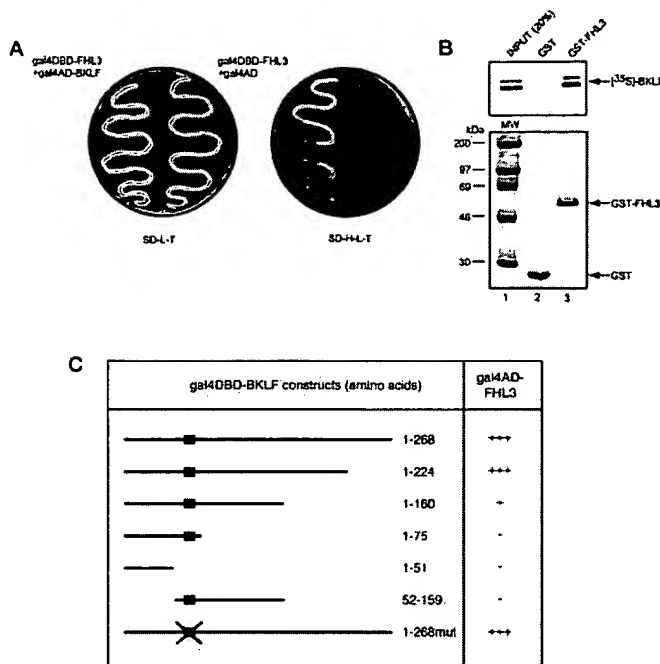 A
gal4DBD-FHL3
+gal4AD-BKLF
gal4DBD-FHL3
+gal4AD
SD-L-T
SD-H-L-T
B
INPUT (20%)
GST
GST-FHL3
[35S]-BKLF
kDa
MW
200
97
69
46
30
GST-FHL3
GST
1 2 3
C
gal4DBD-BKLF constructs (amino acids)
gal4AD-
FHL3
1-268 +++
1-224 +++
1-160 +
1-75 -
1-51 -
52-159 -
1-268mut +++